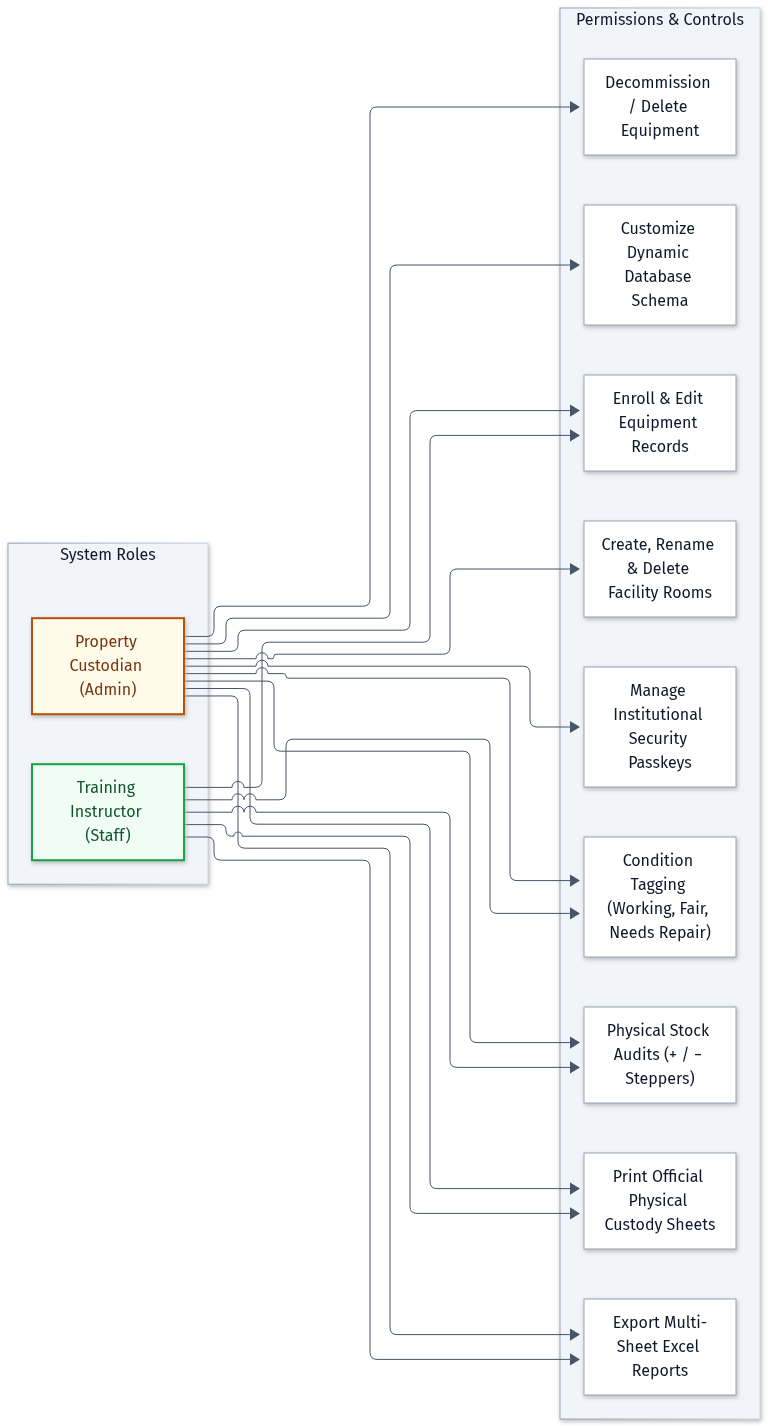 Permissions & Controls
Decommission
/ Delete
Equipment
Customize
Dynamic
Database
Schema
Enroll & Edit
Equipment
Records
Create, Rename
& Delete
Facility Rooms
System Roles
Property
Custodian
(Admin)
Manage
Institutional
Security
Passkeys
Training
Instructor
(Staff)
Condition
Tagging
(Working, Fair,
Needs Repair)
Physical Stock
Audits (+ / −
Steppers)
Print Official
Physical
Custody Sheets
Export Multi-
Sheet Excel
Reports